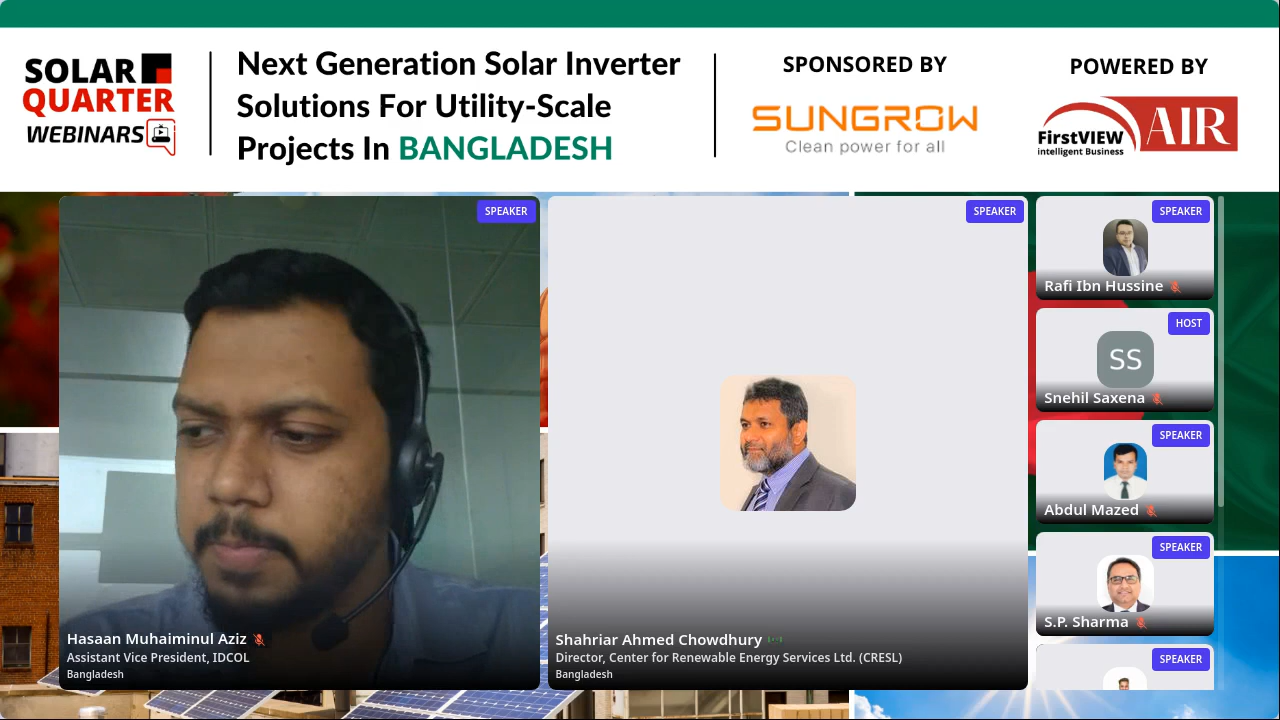 SOLAR
QUARTER
WEBINARS
Next Generation Solar Inverter
Solutions For Utility-Scale
Projects In BANGLADESH
SPONSORED BY
SUNGROW
Clean power for all
POWERED BY
FirstVIEW
intelligent Business
AIR
SPEAKER
Hasaan Muhaiminul Aziz
Assistant Vice President, IDCOL
Bangladesh
SPEAKER
Shahriar Ahmed Chowdhury
Director, Center for Renewable Energy Services Ltd. (CRESL)
Bangladesh
SPEAKER
Rafi Ibn Hussine
HOST
SS
Snehil Saxena
SPEAKER
Abdul Mazed
SPEAKER
S.P. Sharma
SPEAKER